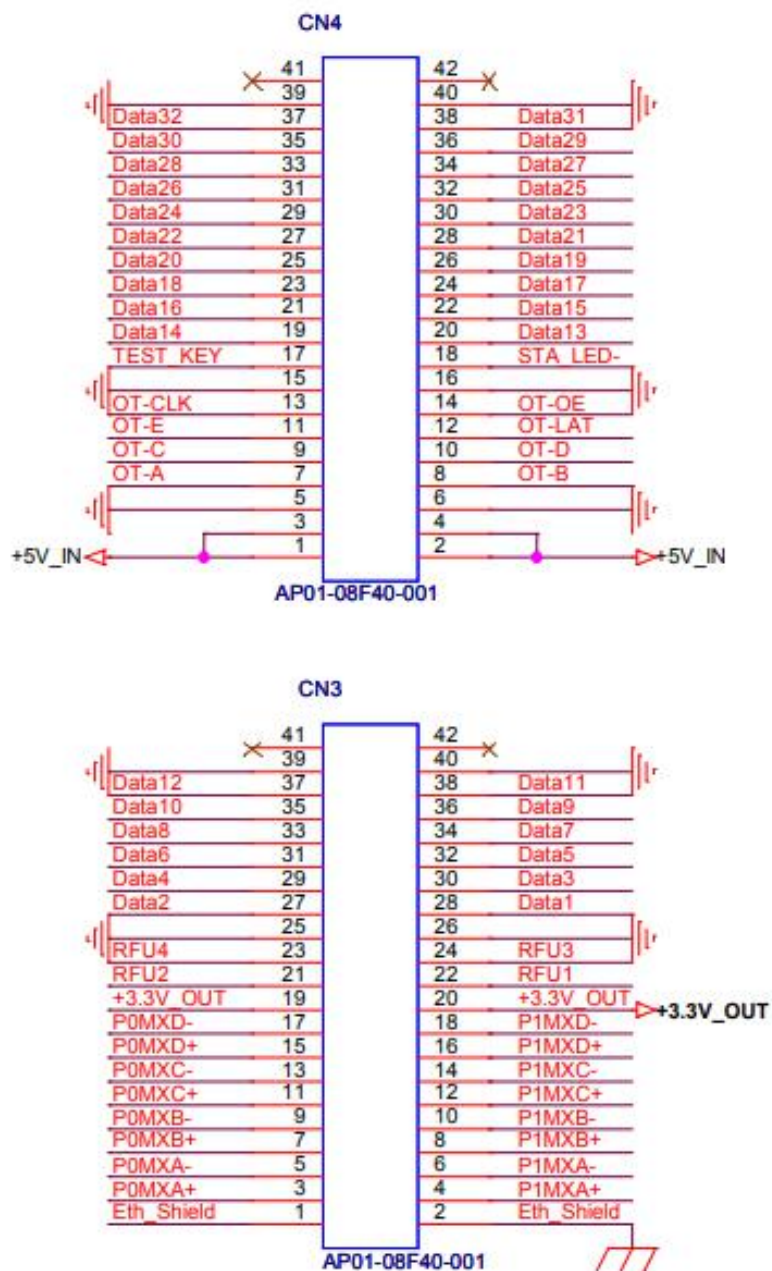 CN4
41 42
39 40
Data32 37 38 Data31
Data30 35 36 Data29
Data28 33 34 Data27
Data26 31 32 Data25
Data24 29 30 Data23
Data22 27 28 Data21
Data20 25 26 Data19
Data18 23 24 Data17
Data16 21 22 Data15
Data14 19 20 Data13
TEST_KEY 17 18 STA_LED-
15 16
OT-CLK 13 14 OT-OE
OT-E 11 12 OT-LAT
OT-C 9 10 OT-D
OT-A 7 8 OT-B
5 6
3 4
+5V_IN 1 2 +5V_IN
AP01-08F40-001
CN3
41 42
39 40
Data12 37 38 Data11
Data10 35 36 Data9
Data8 33 34 Data7
Data6 31 32 Data5
Data4 29 30 Data3
Data2 27 28 Data1
25 26
RFU4 23 24 RFU3
RFU2 21 22 RFU1
+3.3V_OUT 19 20 +3.3V_OUT +3.3V_OUT
P0MXD- 17 18 P1MXD-
P0MXD+ 15 16 P1MXD+
P0MXC- 13 14 P1MXC-
P0MXC+ 11 12 P1MXC+
P0MXB- 9 10 P1MXB-
P0MXB+ 7 8 P1MXB+
P0MXA- 5 6 P1MXA-
P0MXA+ 3 4 P1MXA+
Eth_Shield 1 2 Eth_Shield
AP01-08F40-001